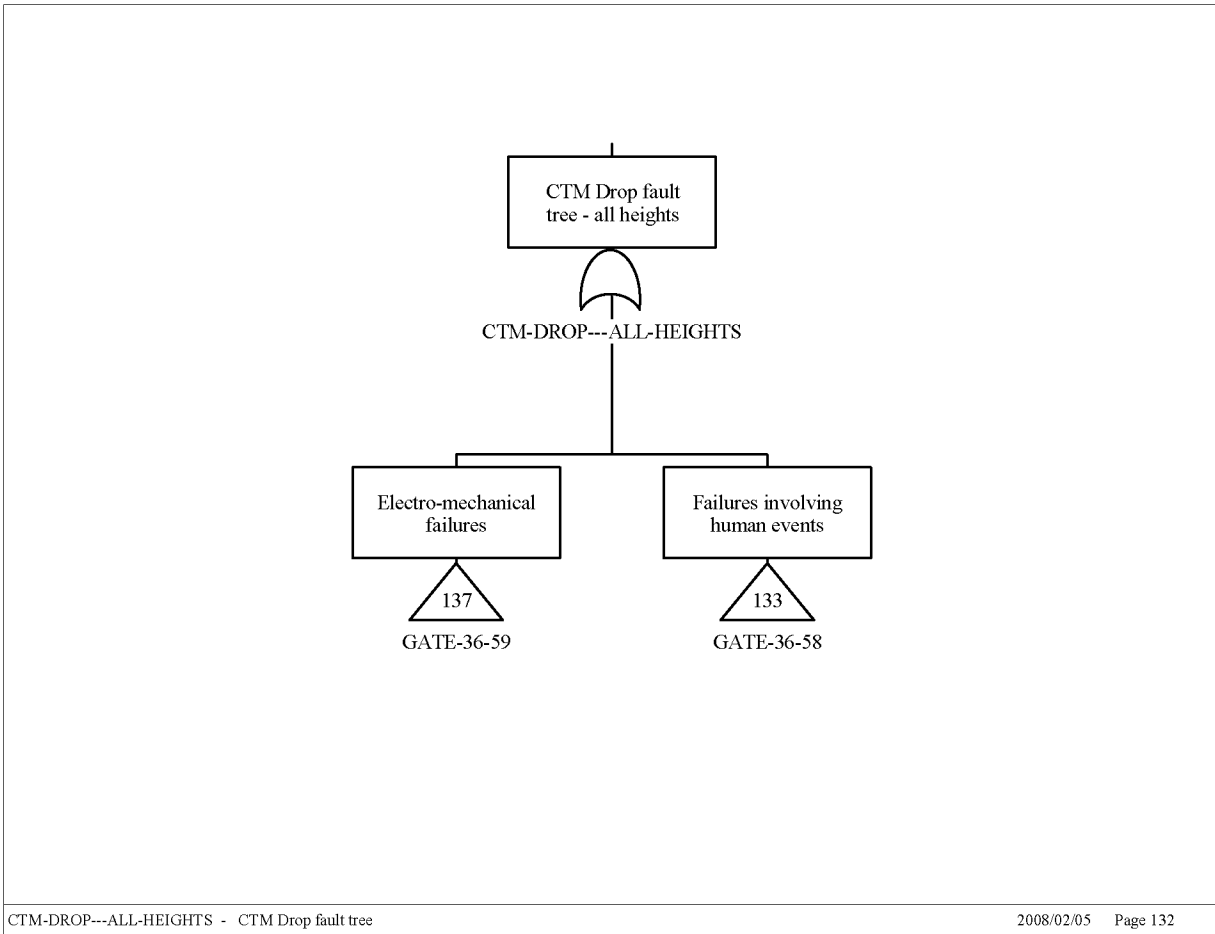 CTM Drop fault
tree - all heights
CTM-DROP---ALL-HEIGHTS
Electro-mechanical
failures
137
GATE-36-59
Failures involving
human events
133
GATE-36-58
CTM-DROP---ALL-HEIGHTS - CTM Drop fault tree
2008/02/05 Page 132